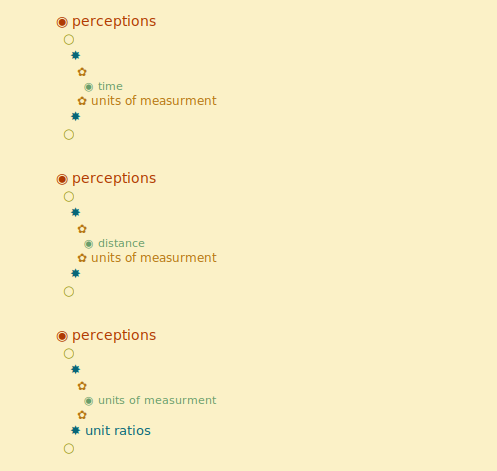 ◉ perceptions
○
✸
✿
◉ time
✿ units of measurment
✸
○
◉ perceptions
○
✸
✿
◉ distance
✿ units of measurment
✸
○
◉ perceptions
○
✸
✿
◉ units of measurment
✿
✸ unit ratios
○